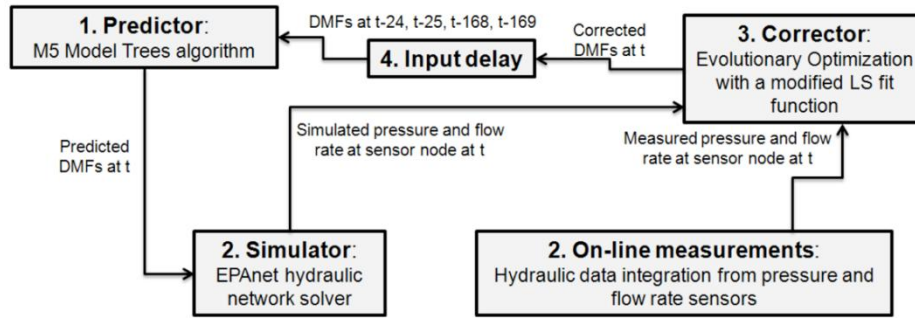 1. Predictor:
M5 Model Trees algorithm
DMFs at t-24, t-25, t-168, t-169
4. Input delay
Corrected
DMFs at t
3. Corrector:
Evolutionary Optimization
with a modified LS fit
function
Predicted
DMFs at t
Simulated pressure and flow
rate at sensor node at t
Measured pressure and flow
rate at sensor node at t
2. Simulator:
EPAnet hydraulic
network solver
2. On-line measurements:
Hydraulic data integration from pressure and
flow rate sensors